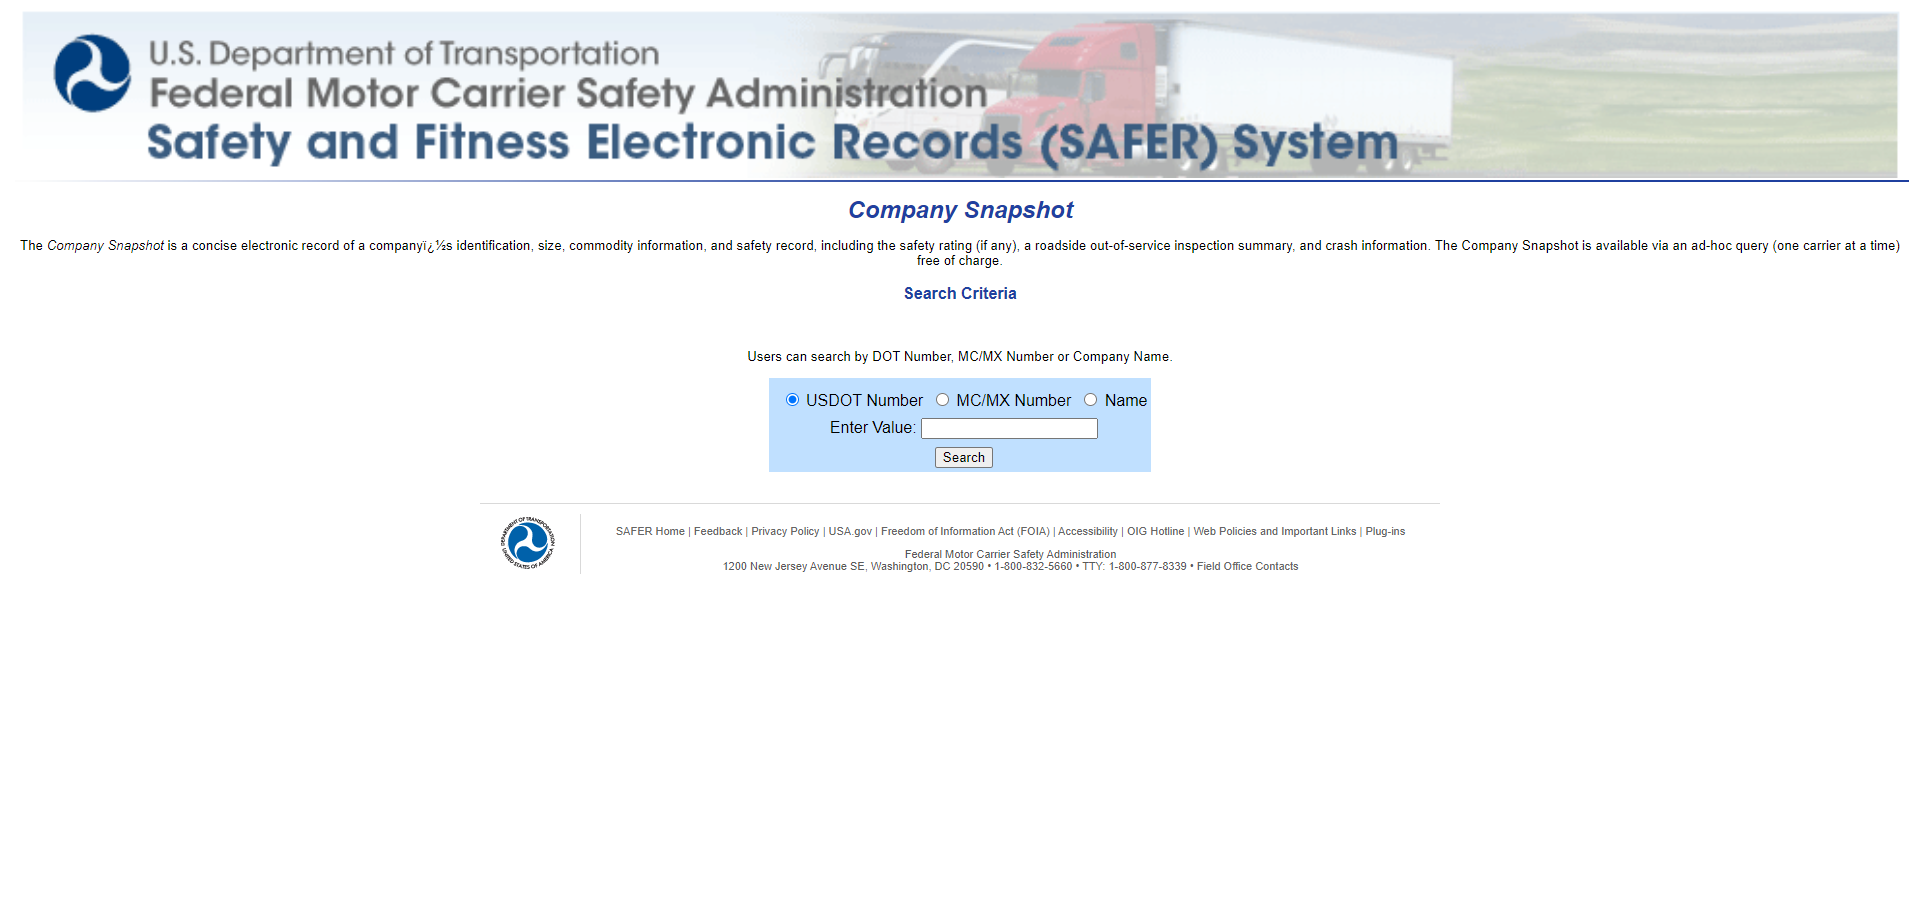 U.S. Department of Transportation
Federal Motor Carrier Safety Administration
Safety and Fitness Electronic Records (SAFER) System
Company Snapshot
The Company Snapshot is a concise electronic record of a companyï¿½s identification, size, commodity information, and safety record, including the safety rating (if any), a roadside out-of-service inspection summary, and crash information. The Company Snapshot is available via an ad-hoc query (one carrier at a time)
free of charge.
Search Criteria
Users can search by DOT Number, MC/MX Number or Company Name.
USDOT Number MC/MX Number Name
Enter Value:
Search
DEPARTMENT OF TRANSPORTATION
UNITED STATES OF AMERICA
SAFER Home | Feedback | Privacy Policy | USA.gov | Freedom of Information Act (FOIA) | Accessibility | OIG Hotline | Web Policies and Important Links | Plug-ins
Federal Motor Carrier Safety Administration
1200 New Jersey Avenue SE, Washington, DC 20590 • 1-800-832-5660 • TTY: 1-800-877-8339 • Field Office Contacts